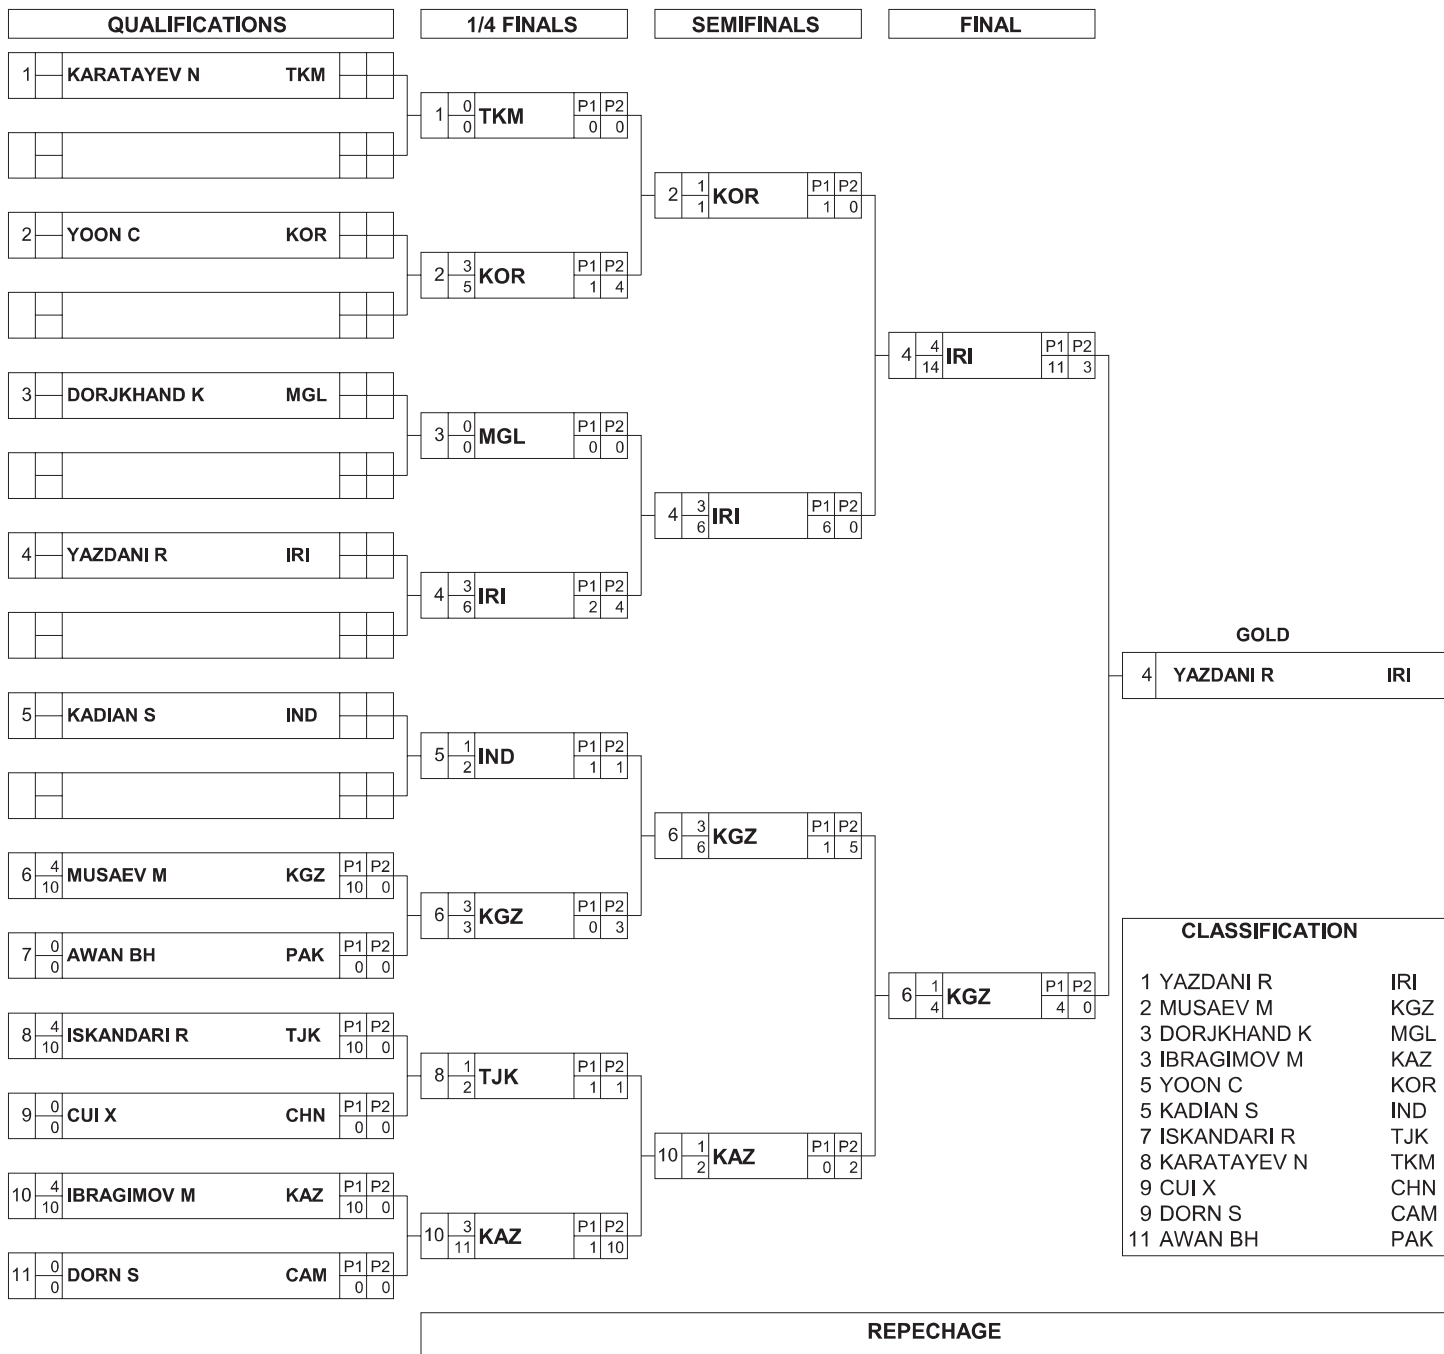 QUALIFICATIONS
1/4 FINALS
SEMIFINALS
FINAL
1 KARATAYEV N TKM
2 YOON C KOR
3 DORJKHAND K MGL
4 YAZDANI R IRI
5 KADIAN S IND
6 4 10 MUSAEV M KGZ P1 P2 10 0
7 0 0 AWAN BH PAK P1 P2 0 0
8 4 10 ISKANDARI R TJK P1 P2 10 0
9 0 0 CUI X CHN P1 P2 0 0
10 4 10 IBRAGIMOV M KAZ P1 P2 10 0
11 0 0 DORN S CAM P1 P2 0 0
1 0 0 TKM P1 P2 0 0
2 3 5 KOR P1 P2 1 4
3 0 0 MGL P1 P2 0 0
4 3 6 IRI P1 P2 2 4
5 1 2 IND P1 P2 1 1
6 3 3 KGZ P1 P2 0 3
8 1 2 TJK P1 P2 1 1
10 3 11 KAZ P1 P2 1 10
2 1 1 KOR P1 P2 1 0
4 3 6 IRI P1 P2 6 0
6 3 6 KGZ P1 P2 1 5
10 1 2 KAZ P1 P2 0 2
4 4 14 IRI P1 P2 11 3
6 1 4 KGZ P1 P2 4 0
GOLD
4 YAZDANI R IRI
CLASSIFICATION
1 YAZDANI R IRI
2 MUSAEV M KGZ
3 DORJKHAND K MGL
3 IBRAGIMOV M KAZ
5 YOON C KOR
5 KADIAN S IND
7 ISKANDARI R TJK
8 KARATAYEV N TKM
9 CUI X CHN
9 DORN S CAM
11 AWAN BH PAK
REPECHAGE